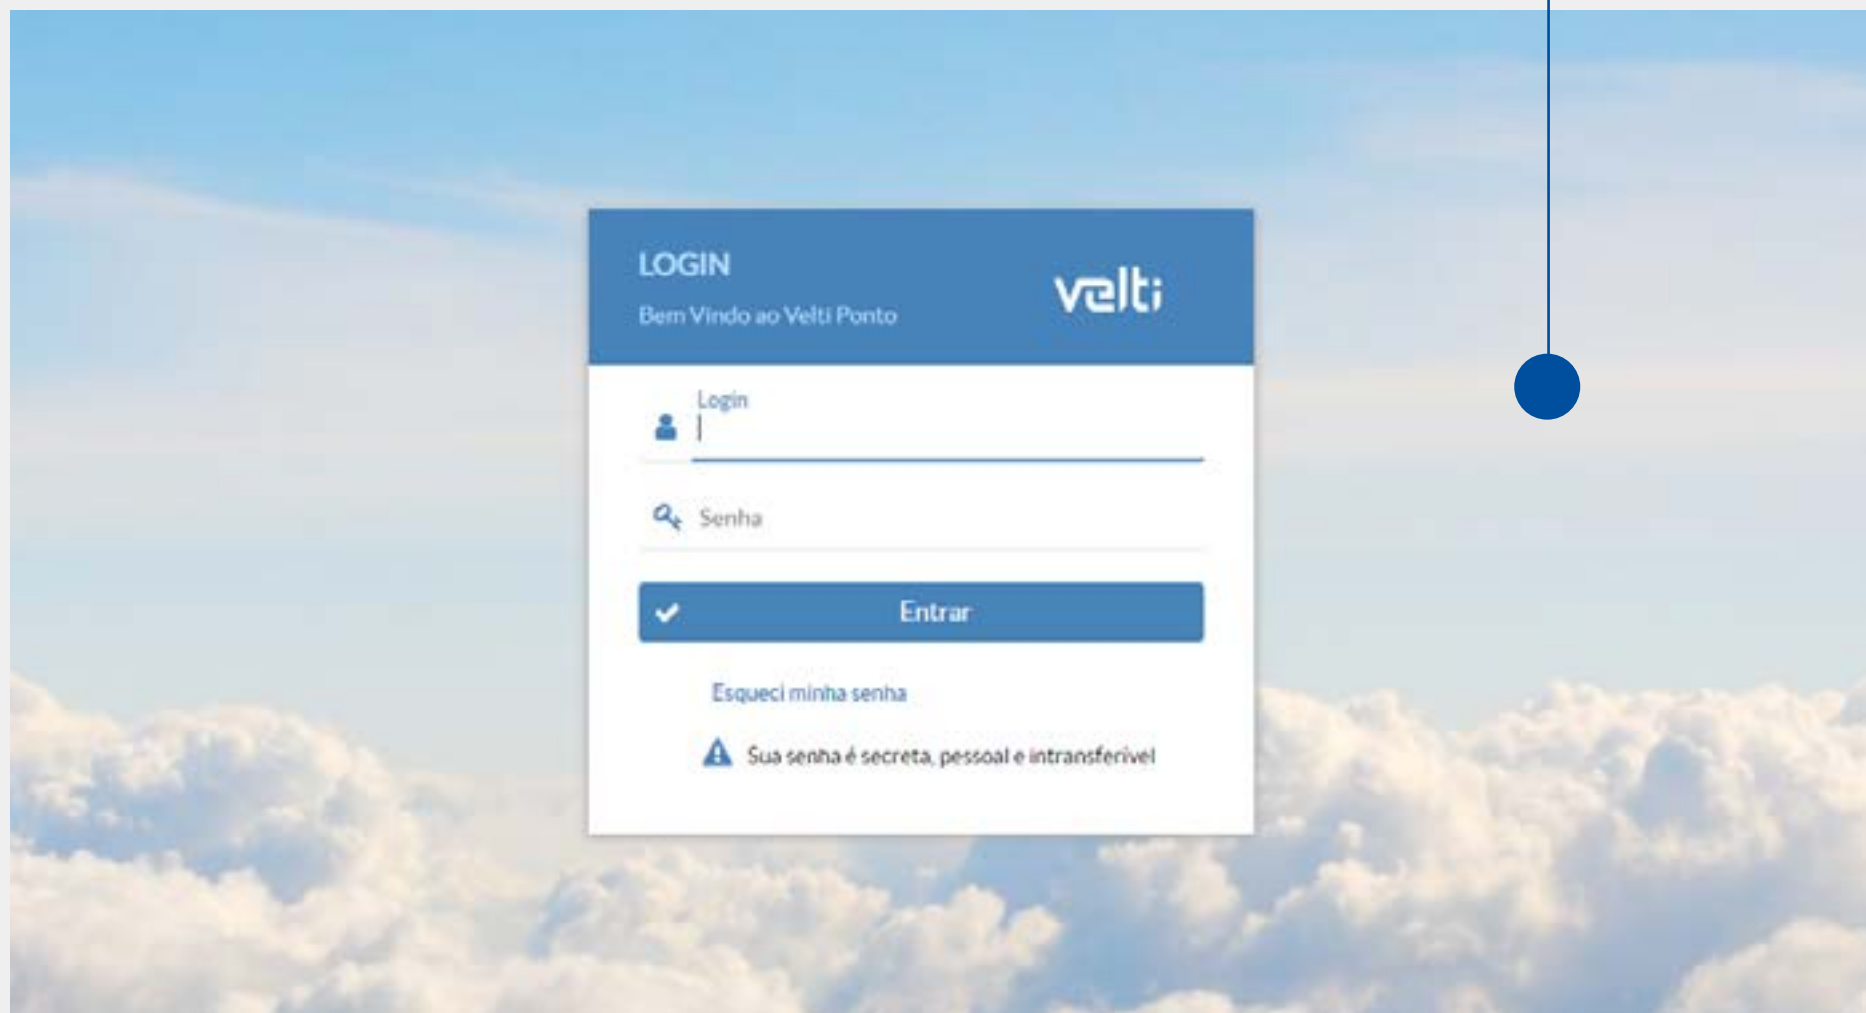 LOGIN
velti
Bem Vindo ao Velti Ponto
Login
Senha
Entrar
Esqueci minha senha
Sua senha é secreta, pessoal e intransferível